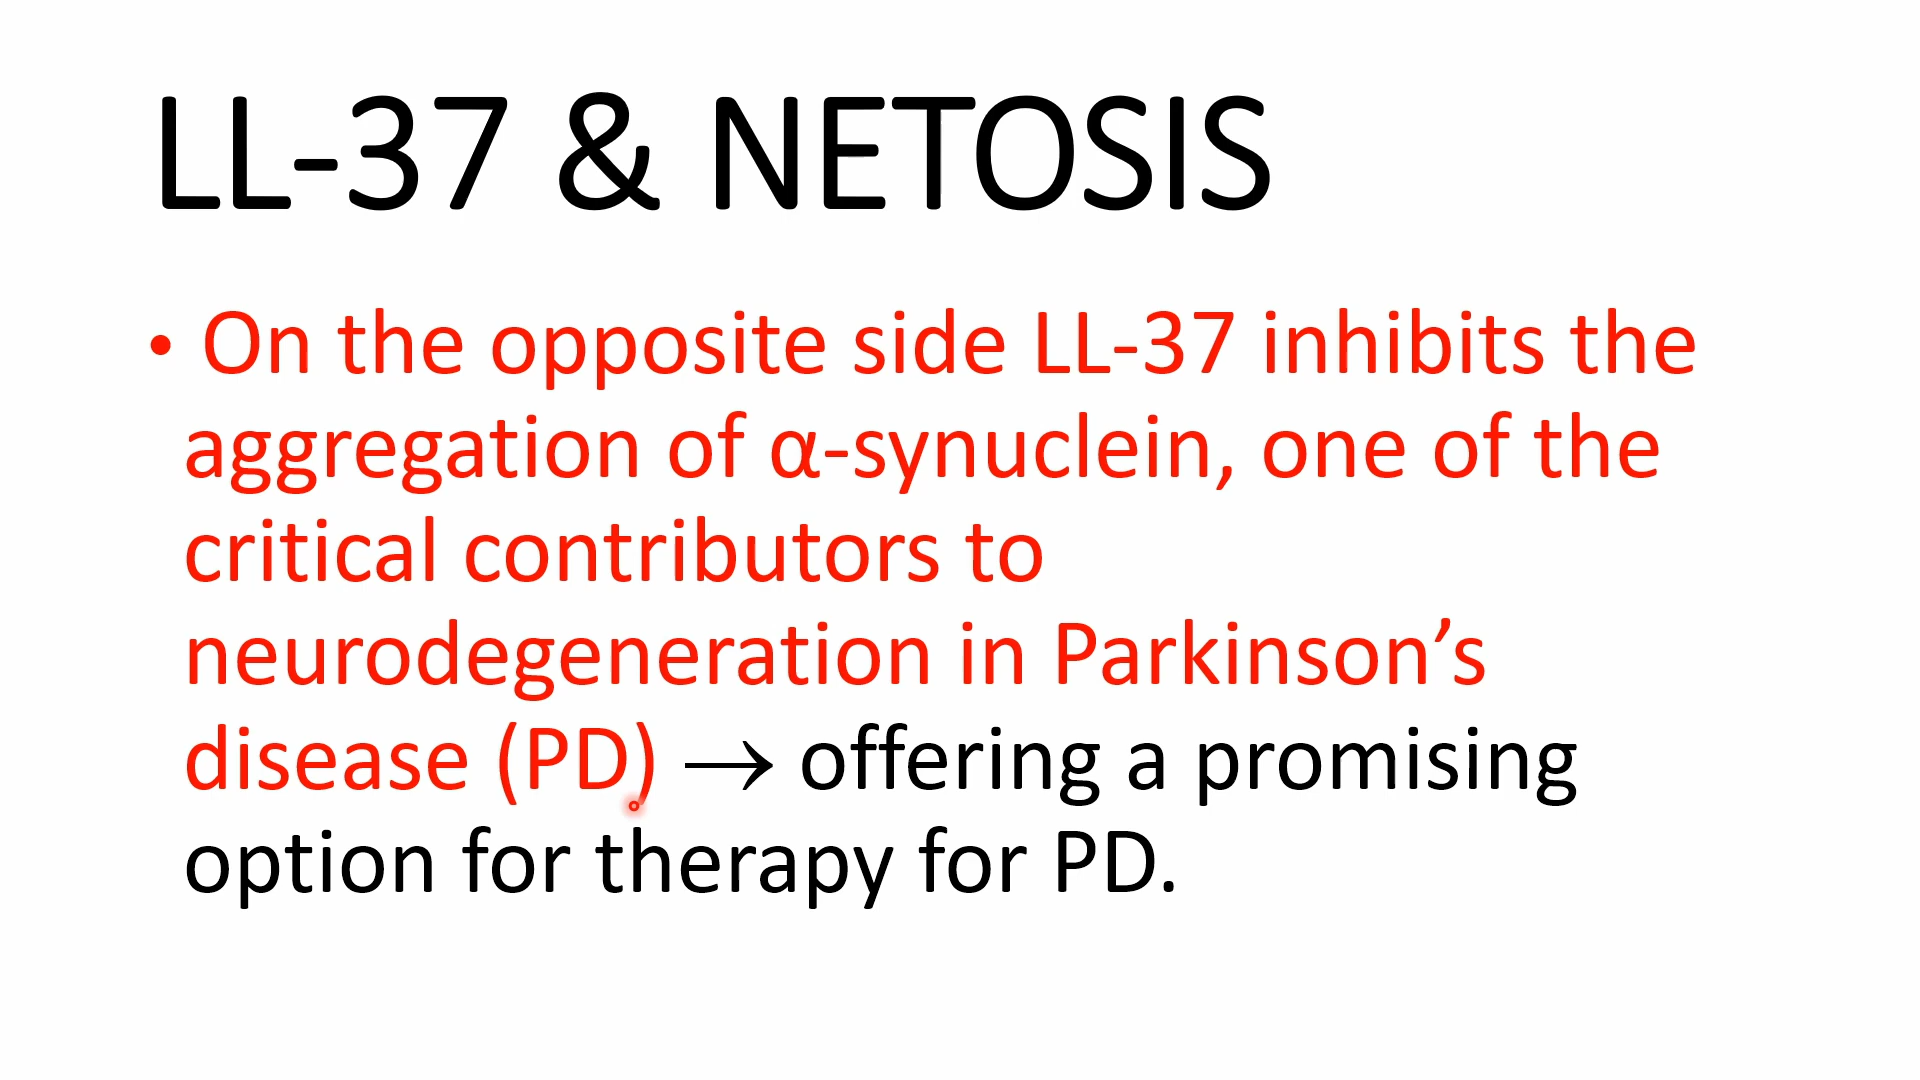 LL-37 & NETOSIS
• On the opposite side LL-37 inhibits the
aggregation of α-synuclein, one of the
critical contributors to
neurodegeneration in Parkinson’s
disease (PD) → offering a promising
option for therapy for PD.